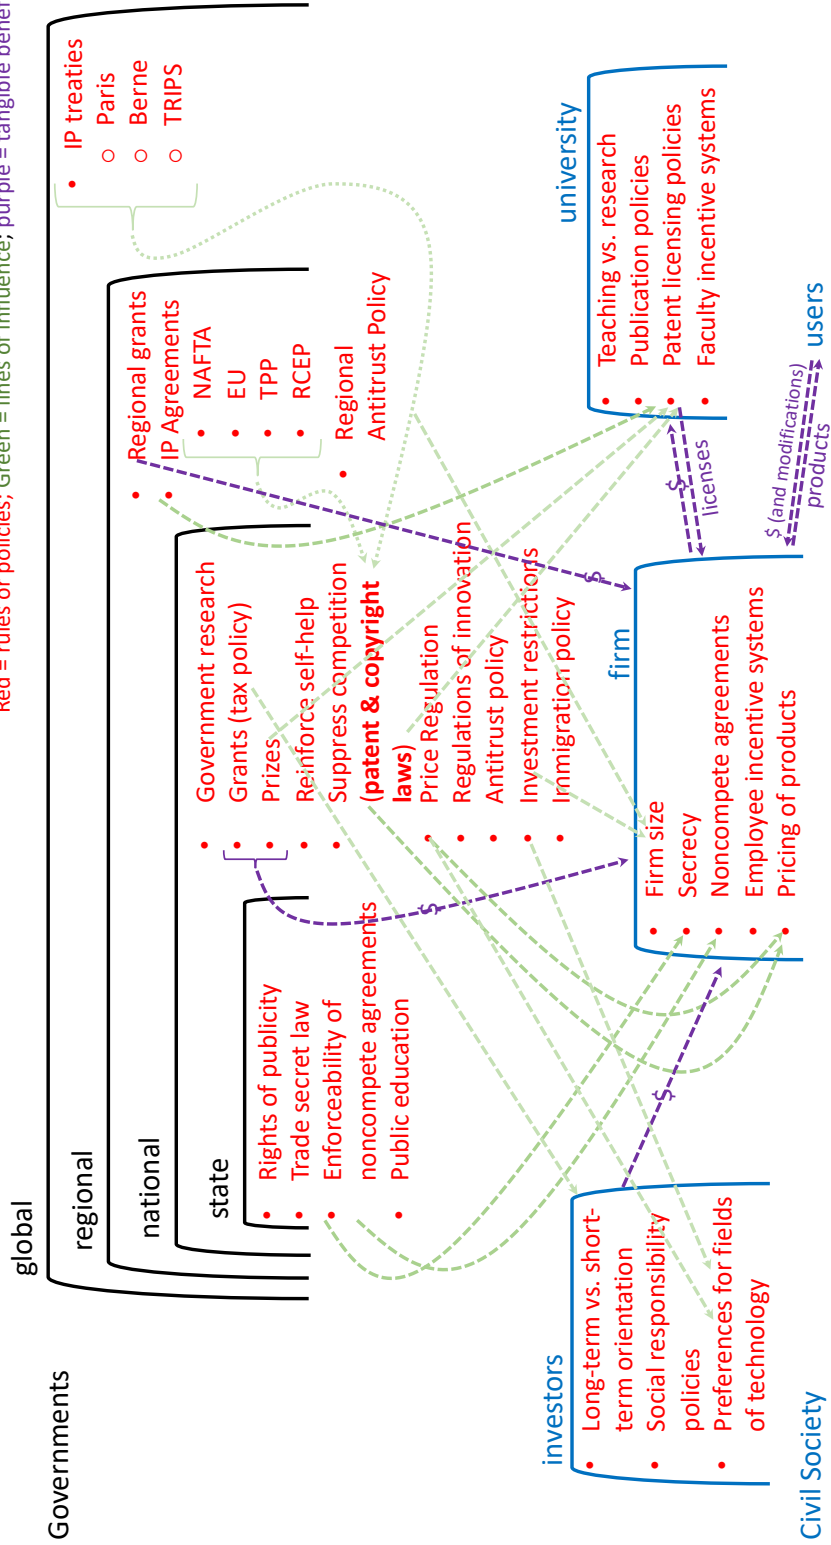 Red = rules or policies; Green = lines of influence; purple = tangible
Governments
global
regional
national
state
• Rights of publicity
• Trade secret law
• Enforceability of
noncompete agreements
• Public education
• Government research
• Grants (tax policy)
• Prizes
• Reinforce self-help
• Suppress competition
(patent & copyright
laws)
• Price Regulation
• Regulations of innovation
• Antitrust policy
• Investment restrictions
• Immigration policy
• Regional grants
• IP Agreements
• NAFTA
• EU
• TPP
• RCEP
• Regional
Antitrust Policy
• IP treaties
○ Paris
○ Berne
○ TRIPS
$
$
$
investors
• Long-term vs. short-
term orientation
• Social responsibility
policies
• Preferences for fields
of technology
firm
• Firm size
• Secrecy
• Noncompete agreements
• Employee incentive systems
• Pricing of products
university
• Teaching vs. research
• Publication policies
• Patent licensing policies
• Faculty incentive systems
$
licenses
$ (and modifications)
products
users
Civil Society